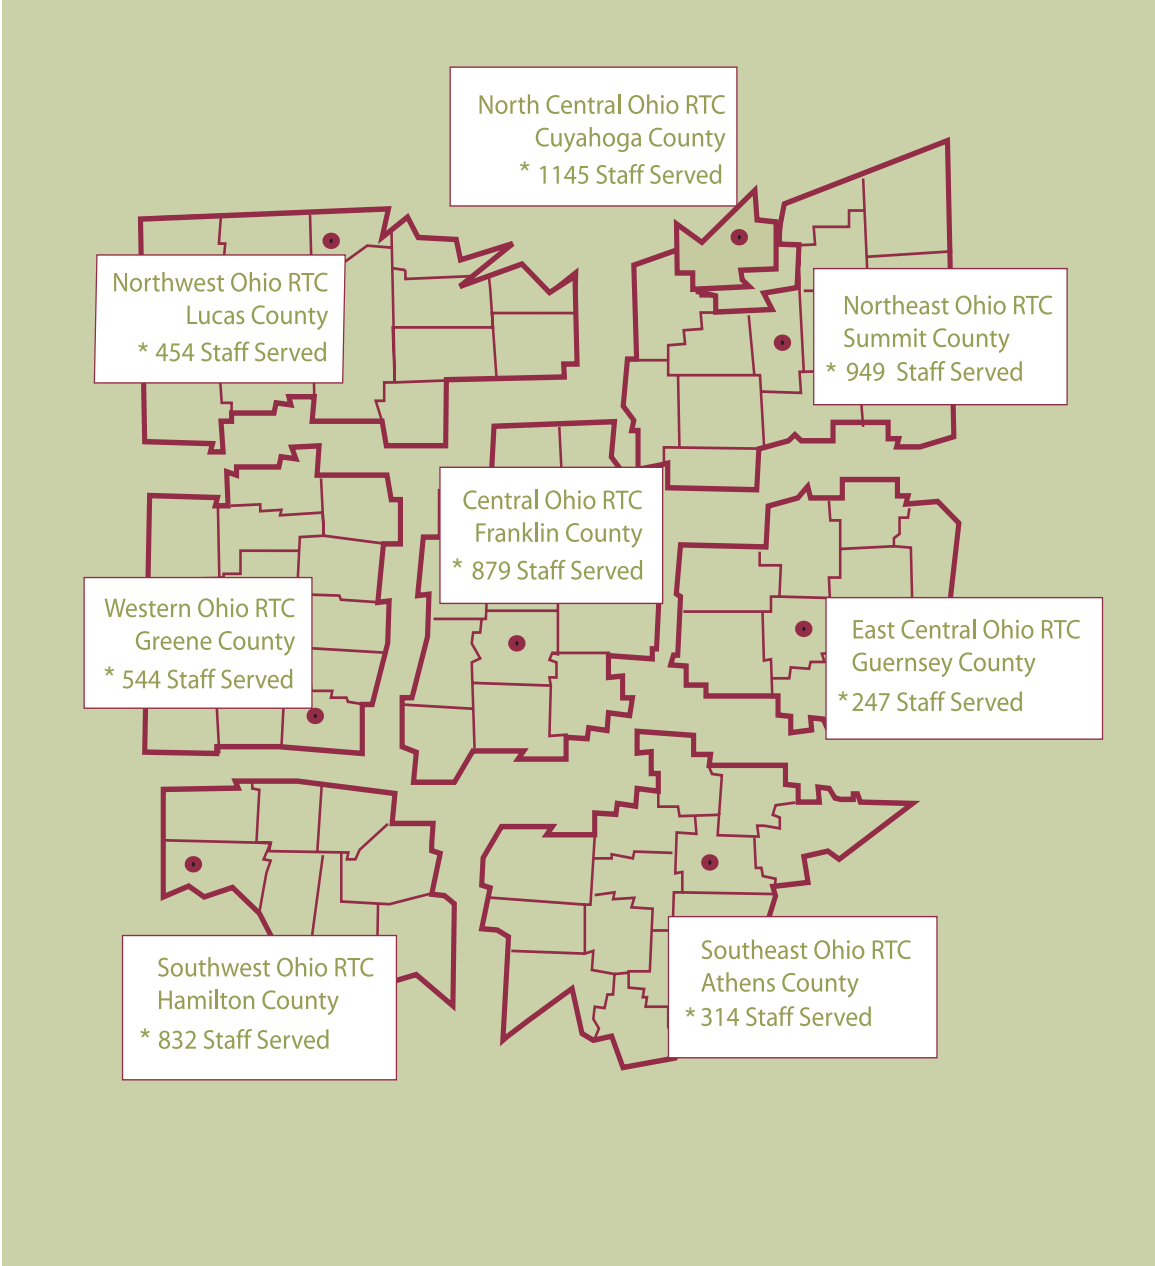 North Central Ohio RTC
Cuyahoga County
* 1145 Staff Served
Northwest Ohio RTC
Lucas County
* 454 Staff Served
Northeast Ohio RTC
Summit County
* 949 Staff Served
Central Ohio RTC
Franklin County
* 879 Staff Served
Western Ohio RTC
Greene County
* 544 Staff Served
East Central Ohio RTC
Guernsey County
* 247 Staff Served
Southwest Ohio RTC
Hamilton County
* 832 Staff Served
Southeast Ohio RTC
Athens County
* 314 Staff Served